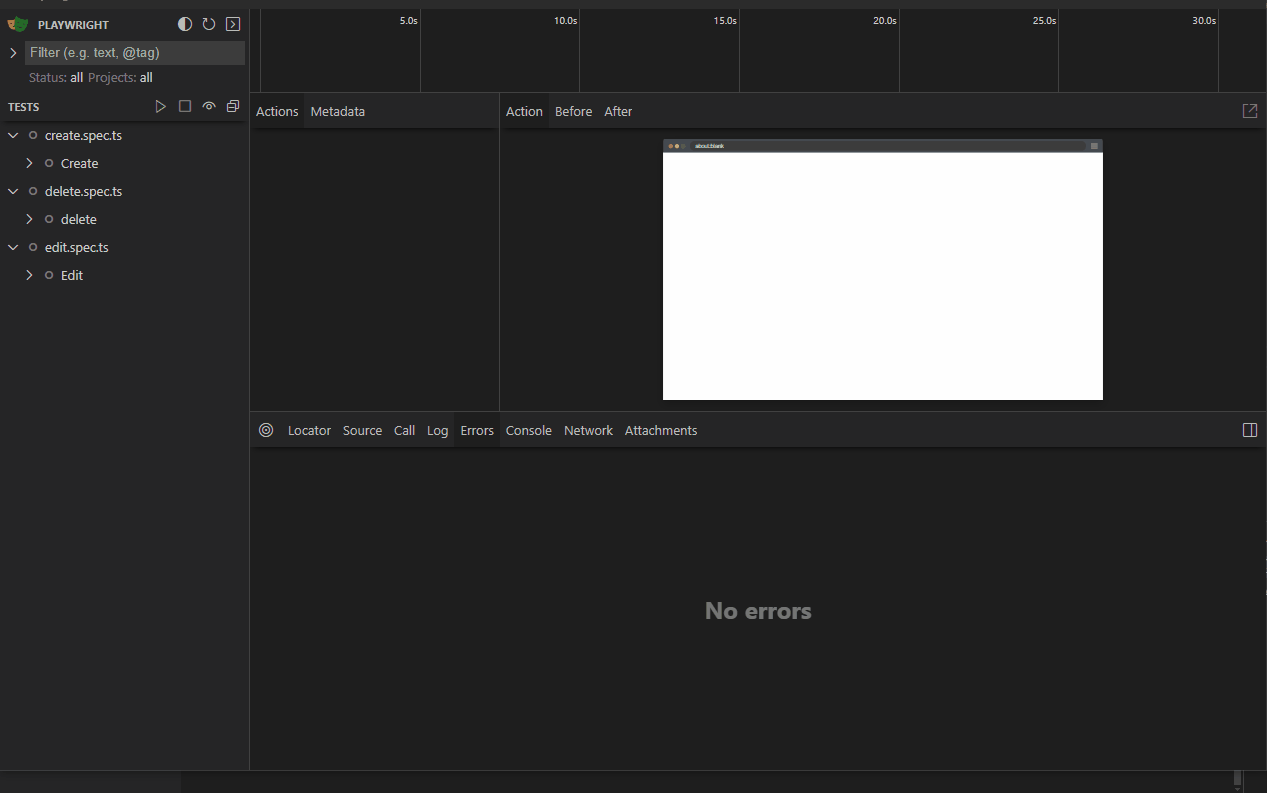 PLAYWRIGHT
Filter (e.g. text, @tag)
Status: all Projects: all
TESTS
create.spec.ts
Create
delete.spec.ts
delete
edit.spec.ts
Edit
5.0s 10.0s 15.0s 20.0s 25.0s 30.0s
Actions Metadata
Action Before After
about:blank
Locator Source Call Log Errors Console Network Attachments
No errors